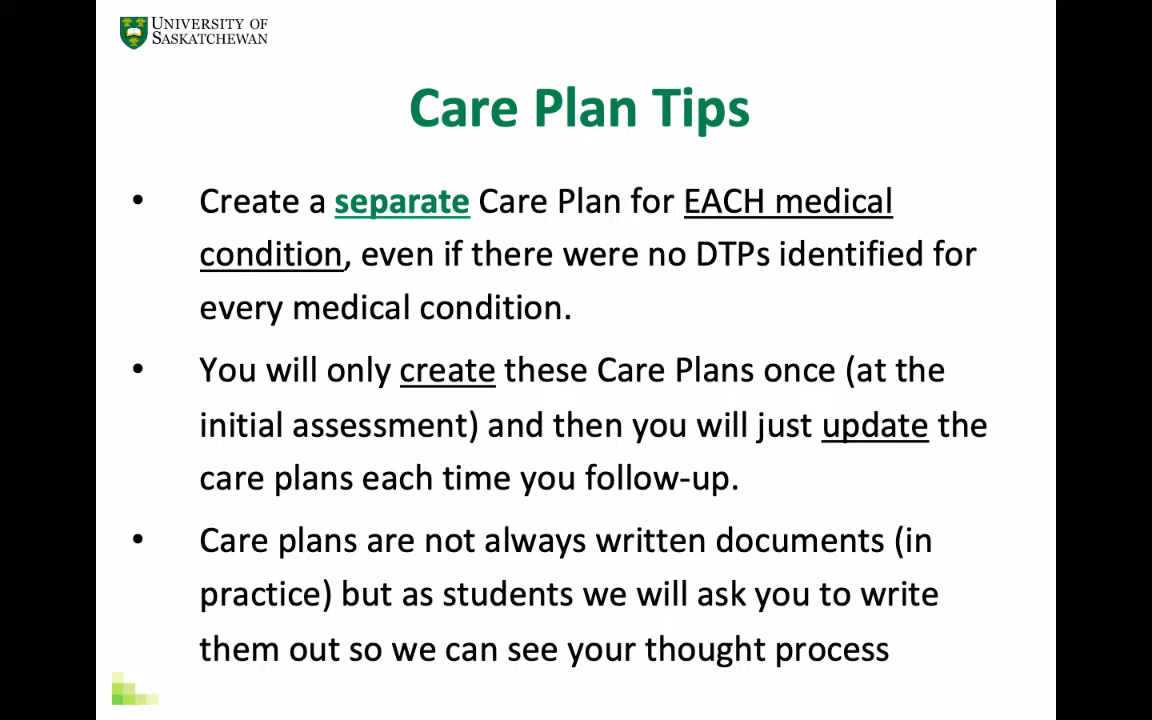 UNIVERSITY OF
SASKATCHEWAN
Care Plan Tips
• Create a separate Care Plan for EACH medical
condition, even if there were no DTPs identified for
every medical condition.
• You will only create these Care Plans once (at the
initial assessment) and then you will just update the
care plans each time you follow-up.
• Care plans are not always written documents (in
practice) but as students we will ask you to write
them out so we can see your thought process